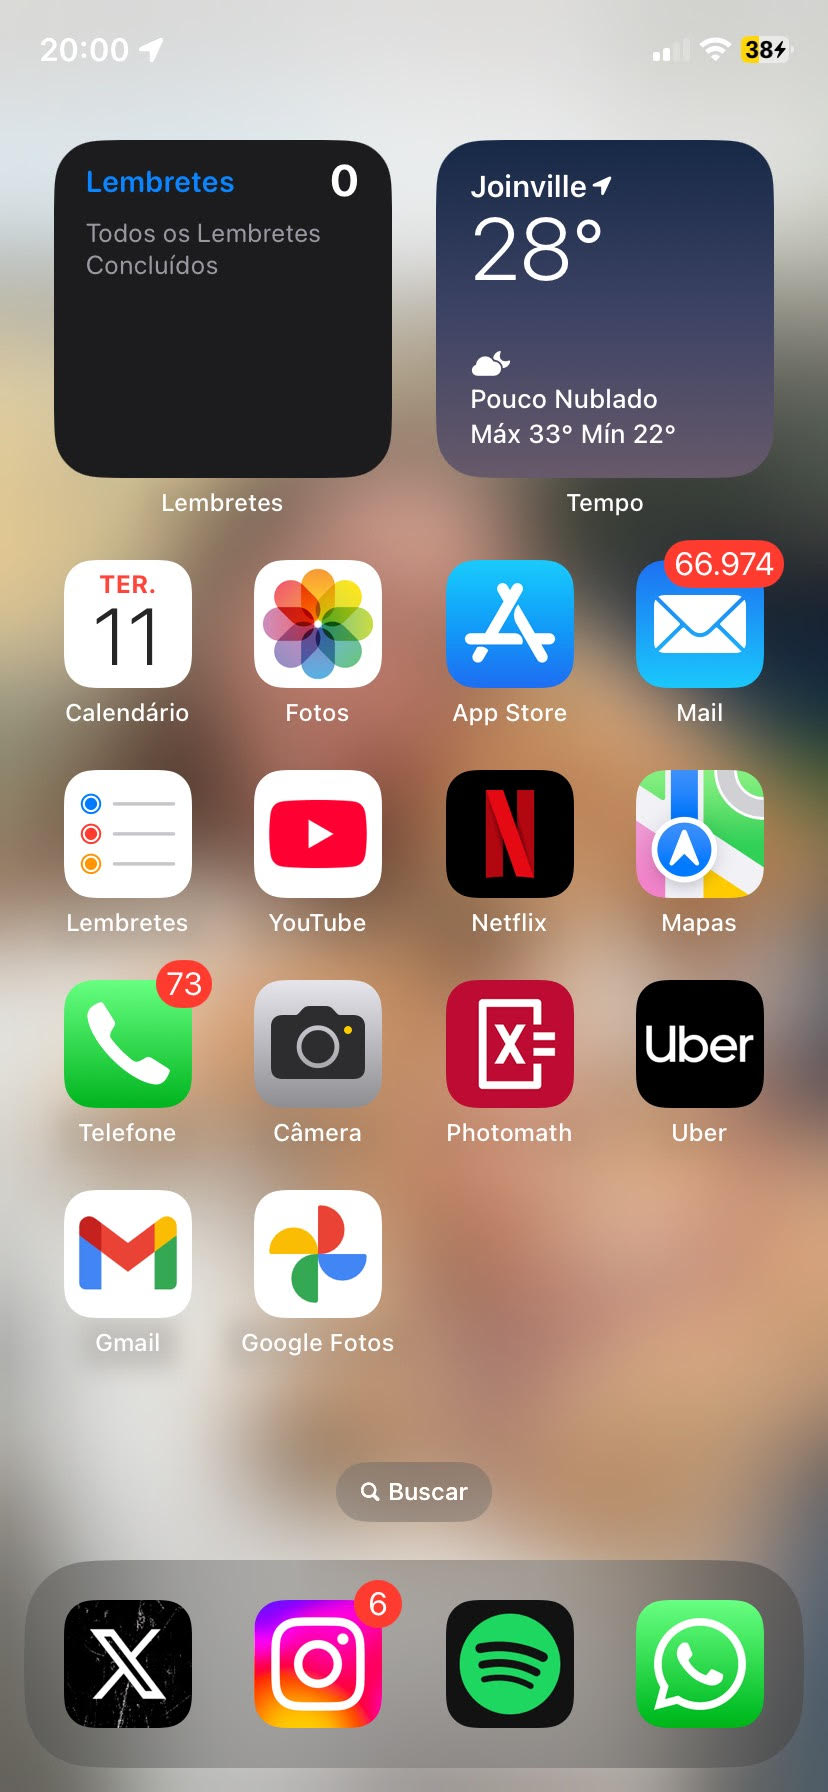 20:00
38
Lembretes 0
Todos os Lembretes
Concluídos
Lembretes
Joinville
28°
Pouco Nublado
Máx 33° Mín 22°
Tempo
TER.
11
66.974
Calendário Fotos App Store Mail
Lembretes YouTube Netflix Mapas
73
X=
Uber
Telefone Câmera Photomath Uber
Gmail Google Fotos
Buscar
6